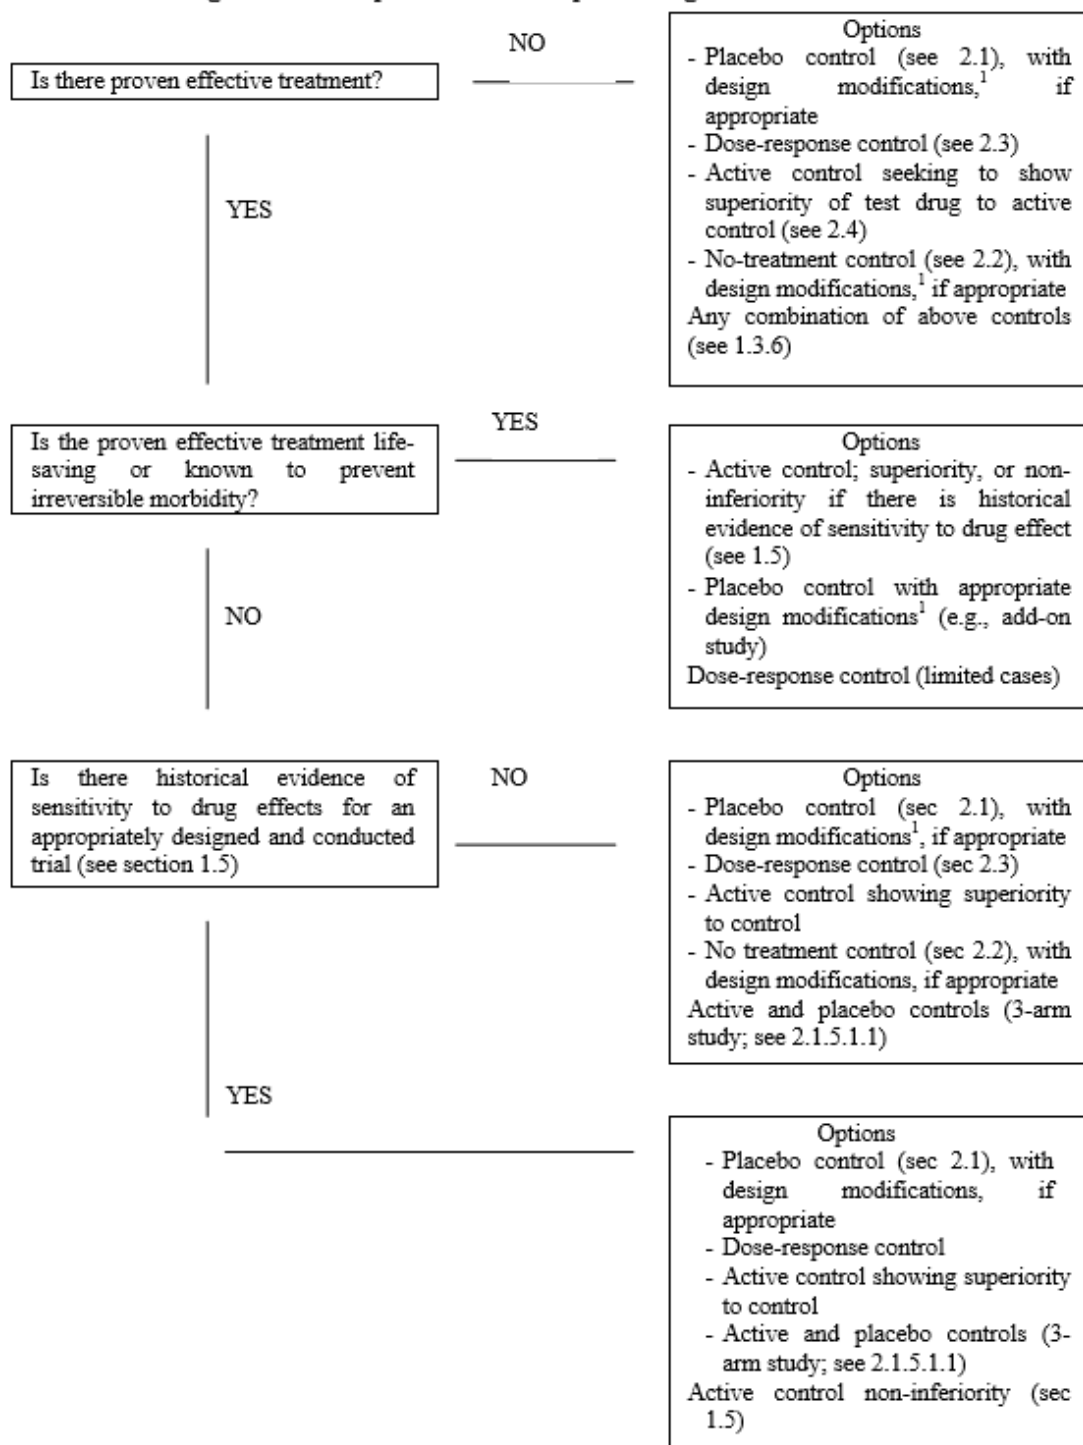 Is there proven effective treatment?
NO
Options
- Placebo control (see 2.1), with
design modifications,1 if
appropriate
- Dose-response control (see 2.3)
- Active control seeking to show
superiority of test drug to active
control (see 2.4)
- No-treatment control (see 2.2), with
design modifications,1 if appropriate
Any combination of above controls
(see 1.3.6)
YES
Is the proven effective treatment life-
saving or known to prevent
irreversible morbidity?
YES
Options
- Active control; superiority, or non-
inferiority if there is historical
evidence of sensitivity to drug effect
(see 1.5)
- Placebo control with appropriate
design modifications1 (e.g., add-on
study)
Dose-response control (limited cases)
NO
Is there historical evidence of
sensitivity to drug effects for an
appropriately designed and conducted
trial (see section 1.5)
NO
Options
- Placebo control (sec 2.1), with
design modifications1, if appropriate
- Dose-response control (sec 2.3)
- Active control showing superiority
to control
- No treatment control (sec 2.2), with
design modifications, if appropriate
Active and placebo controls (3-arm
study; see 2.1.5.1.1)
YES
Options
- Placebo control (sec 2.1), with
design modifications, if
appropriate
- Dose-response control
- Active control showing superiority
to control
- Active and placebo controls (3-
arm study; see 2.1.5.1.1)
Active control non-inferiority (sec
1.5)